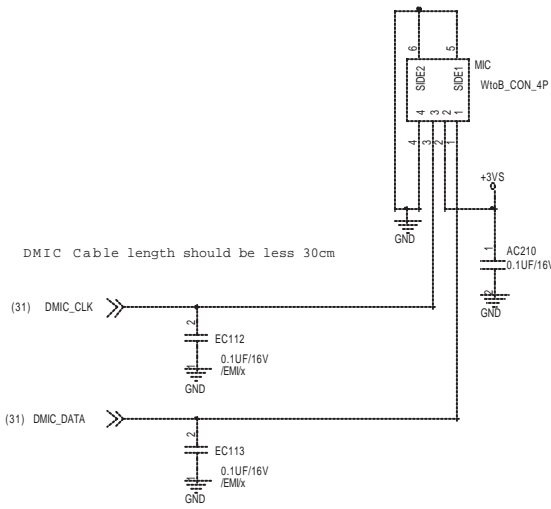 6
5
SIDE2
SIDE1
MIC
WtoB_CON_4P
4
3
2
1
4
3
2
1
+3VS
GND
DMIC Cable length should be less 30cm
1
AC210
0.1UF/16V
2
GND
(31) DMIC_CLK
2
EC112
0.1UF/16V
/EMI/x
1
GND
(31) DMIC_DATA
2
EC113
0.1UF/16V
/EMI/x
1
GND